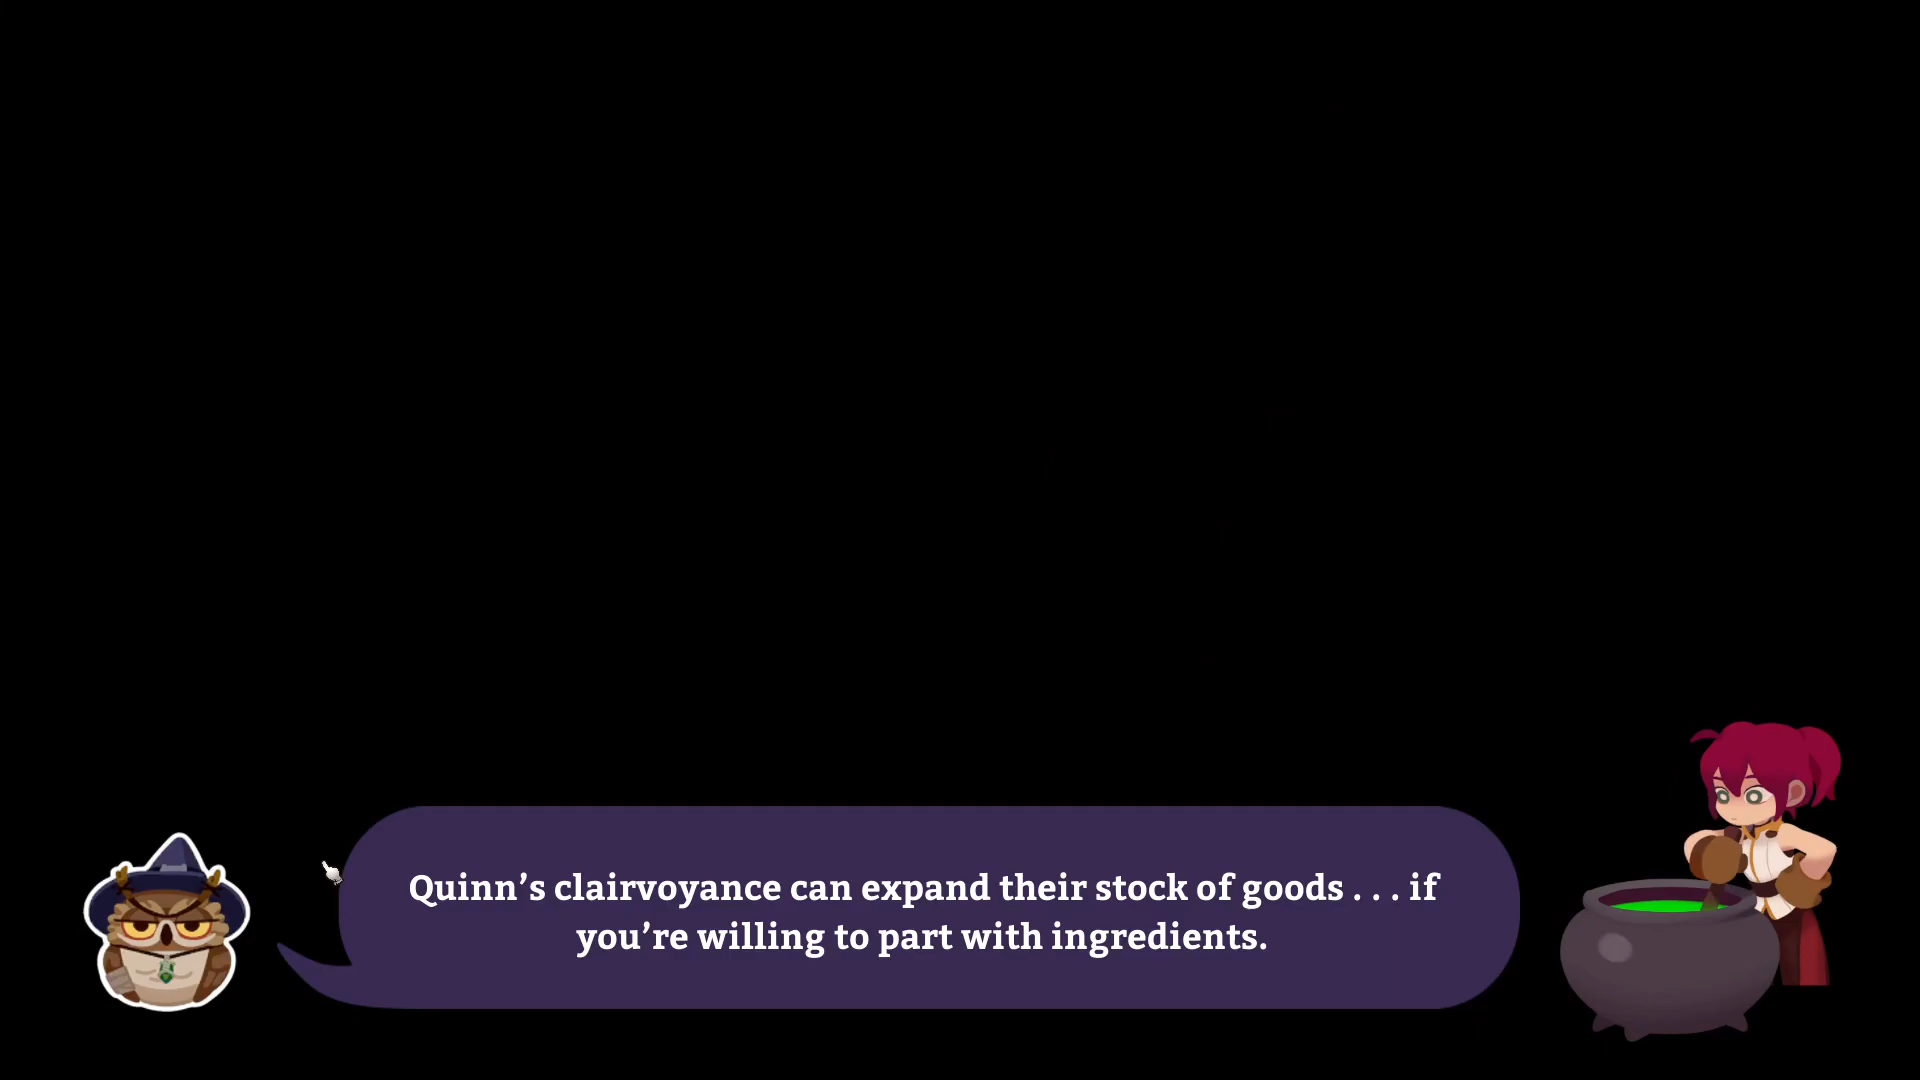 Quinn’s clairvoyance can expand their stock of goods . . . if
you’re willing to part with ingredients.